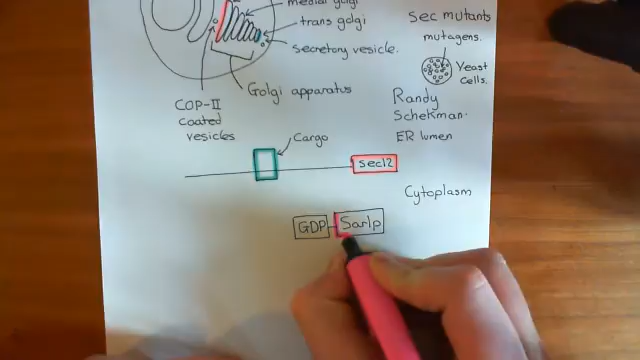 medial golgi
trans golgi
secretory vesicle.
Golgi apparatus
COP-II
coated
vesicles
Sec mutants
mutagens.
Yeast
Cells.
Randy
Schekman.
ER lumen
Cargo
Sec12
Cytoplasm
GDP
Sar1p